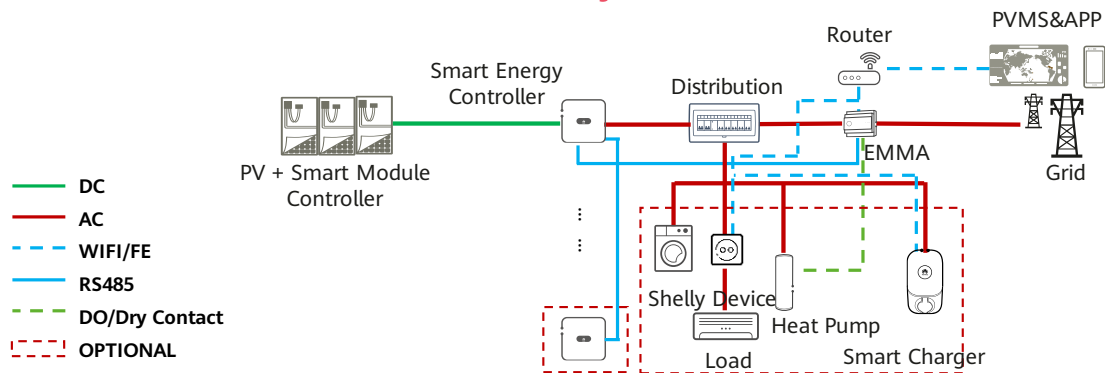 PVMS&APP
Router
Smart Energy
Controller
Distribution
EMMA
Grid
PV + Smart Module
Controller
DC
AC
WIFI/FE
RS485
DO/Dry Contact
OPTIONAL
Shelly Device
Heat Pump
Load
Smart Charger